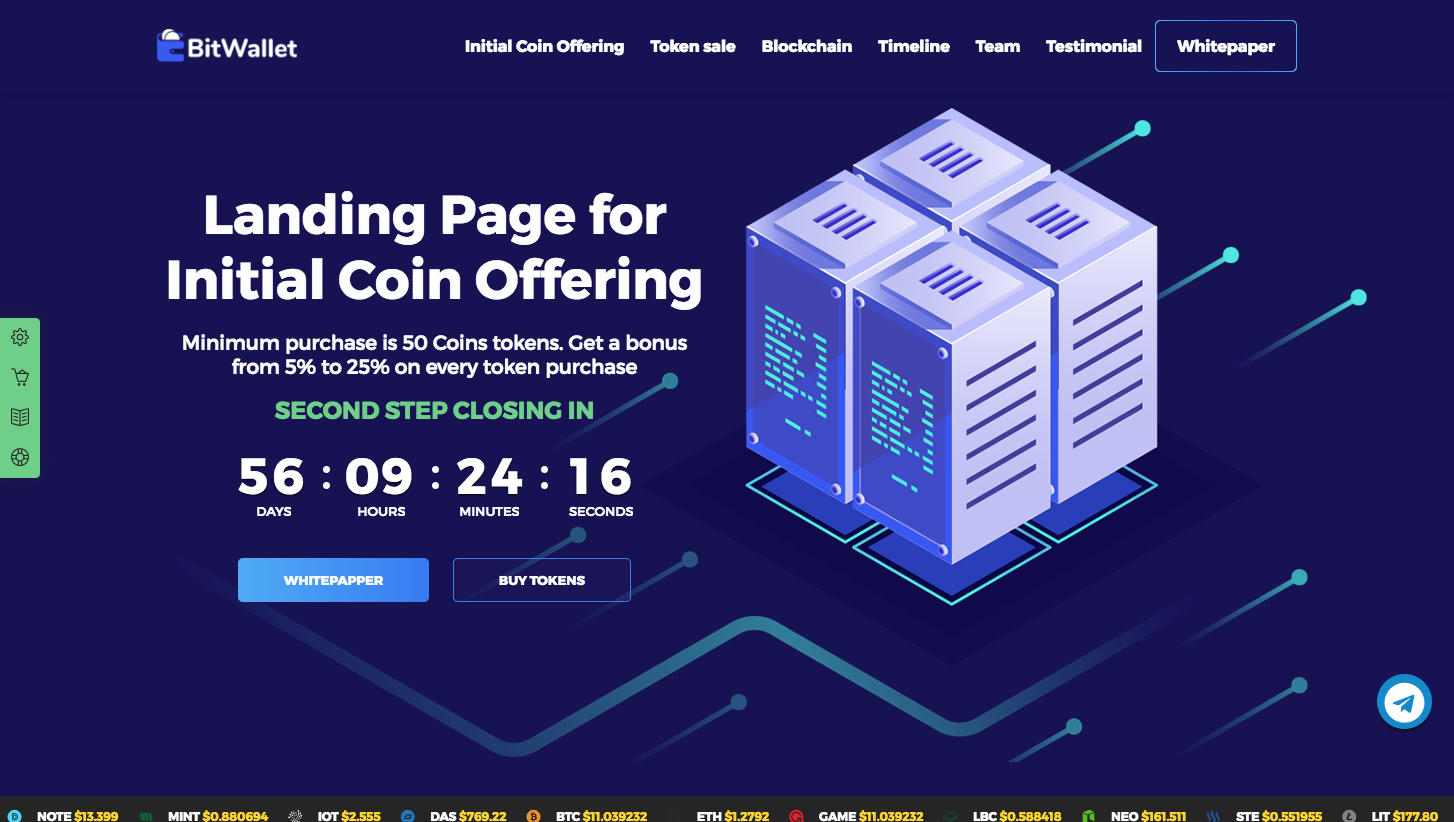 BitWallet
Initial Coin Offering Token sale Blockchain Timeline Team Testimonial Whitepaper
Landing Page for
Initial Coin Offering
Minimum purchase is 50 Coins tokens. Get a bonus
from 5% to 25% on every token purchase
SECOND STEP CLOSING IN
56 : 09 : 24 : 16
DAYS HOURS MINUTES SECONDS
WHITEPAPPER BUY TOKENS
NOTE $13.399 MINT $0.880694 IOT $2.555 DAS $769.22 BTC $11.039232 ETH $1.2792 GAME $11.039232 LBC $0.588418 NEO $161.511 STE $0.551955 LIT $177.80